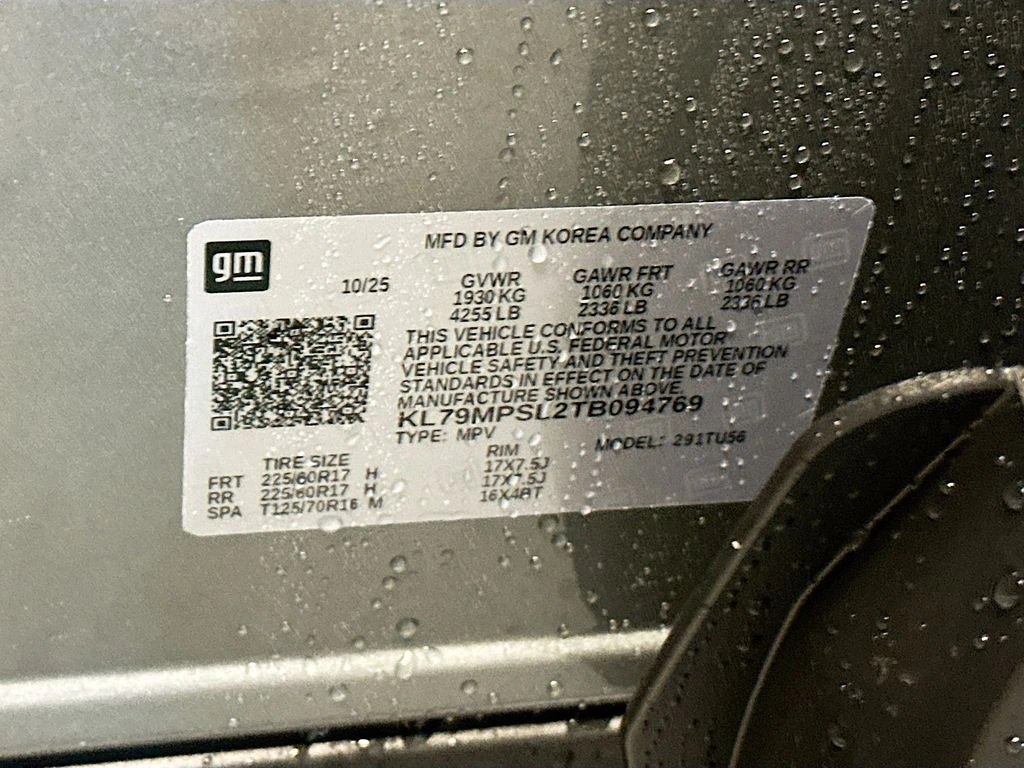 MFD BY GM KOREA COMPANY
gm
10/25
GVWR GAWR FRT GAWR RR
1930 KG 1060 KG 1060 KG
4255 LB 2336 LB 2336 LB
THIS VEHICLE CONFORMS TO ALL
APPLICABLE U.S. FEDERAL MOTOR
VEHICLE SAFETY AND THEFT PREVENTION
STANDARDS IN EFFECT ON THE DATE OF
MANUFACTURE SHOWN ABOVE.
KL79MPSL2TB094769
TYPE: MPV MODEL: 291TU56
TIRE SIZE RIM
FRT 225/60R17 H 17X7.5J
RR 225/60R17 H 17X7.5J
SPA T125/70R16 M 16X4BT